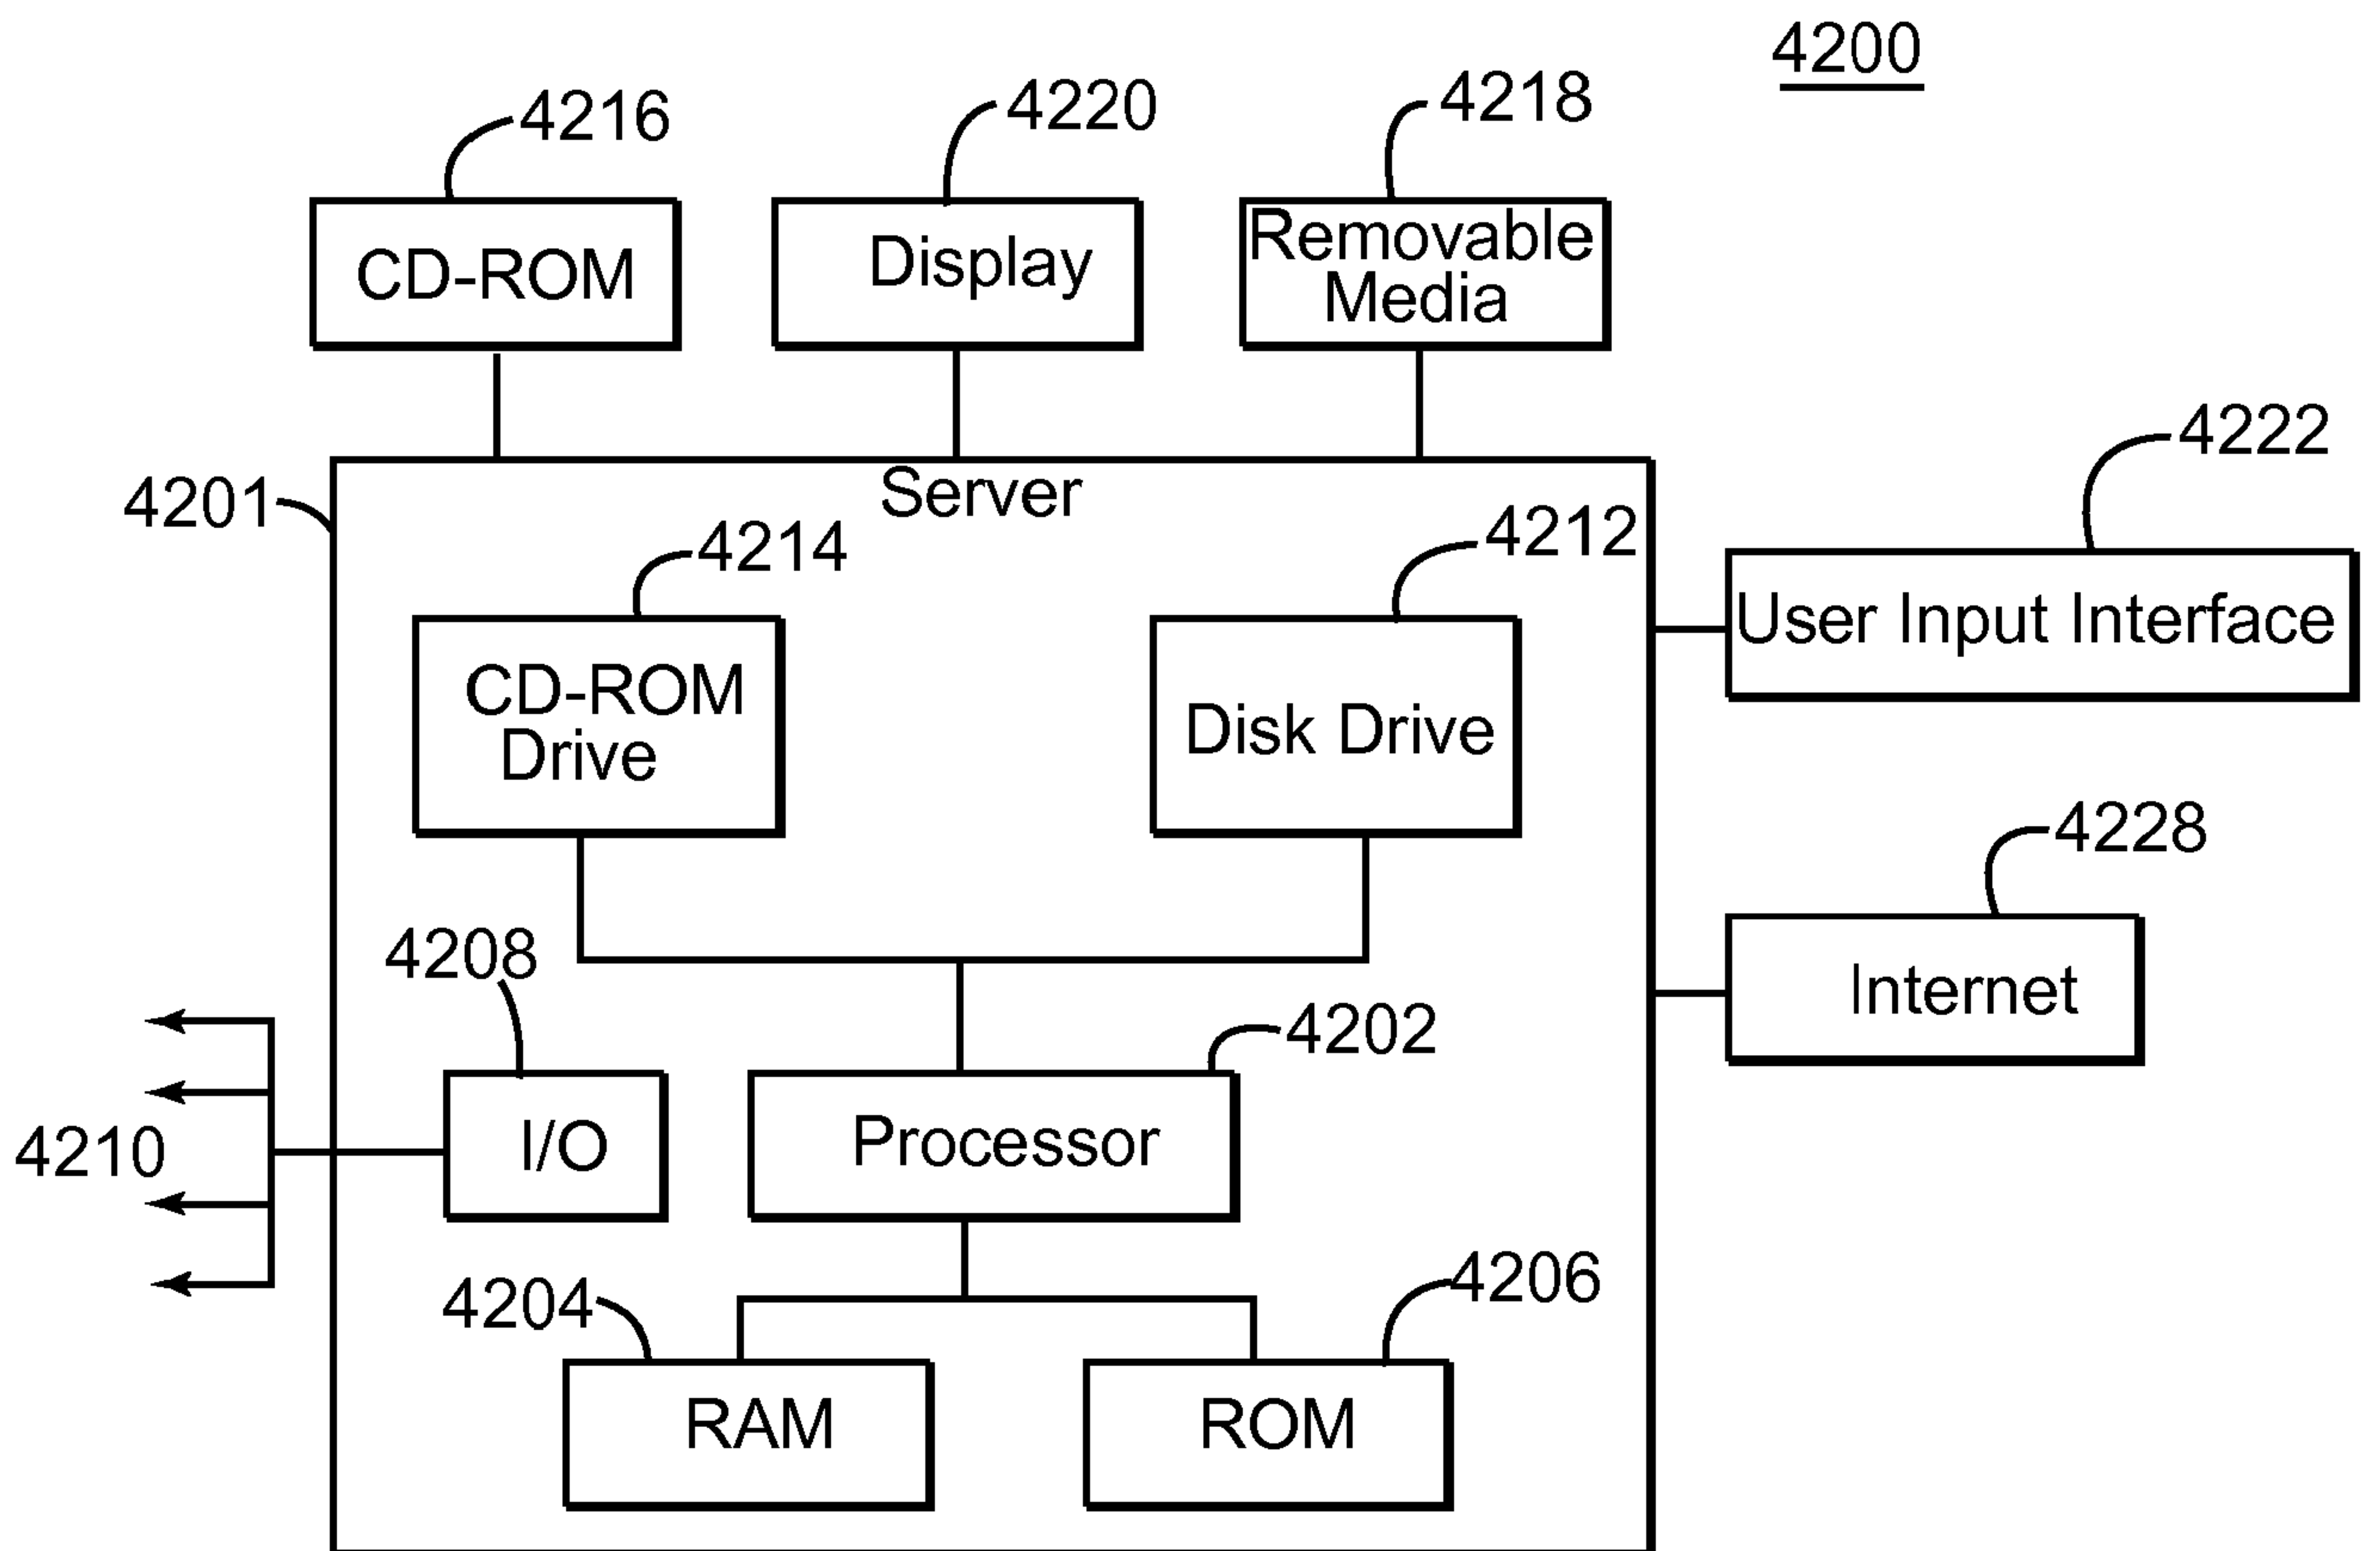 4200
4216
4220
4218
CD-ROM
Display
Removable
Media
4222
4201
Server
4214
4212
User Input Interface
CD-ROM
Drive
Disk Drive
4228
4208
Internet
4202
4210
I/O
Processor
4204
4206
RAM
ROM